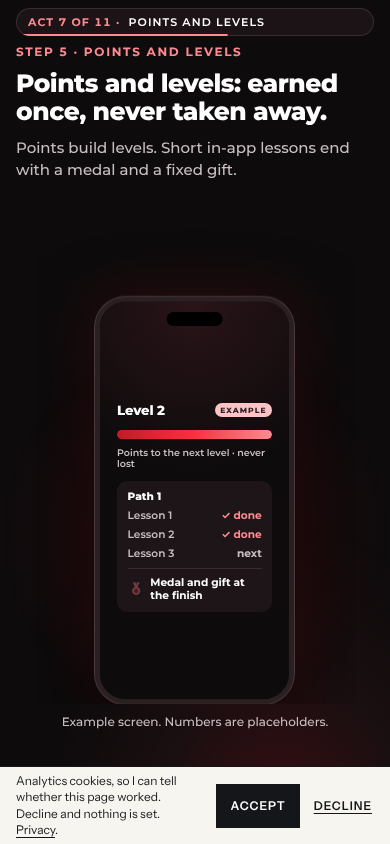 ACT 7 OF 11 · POINTS AND LEVELS
STEP 5 · POINTS AND LEVELS
Points and levels: earned
once, never taken away.
Points build levels. Short in-app lessons end
with a medal and a fixed gift.
Level 2 EXAMPLE
Points to the next level · never
lost
Path 1
Lesson 1 ✓ done
Lesson 2 ✓ done
Lesson 3 next
Medal and gift at
the finish
Example screen. Numbers are placeholders.
Analytics cookies, so I can tell
whether this page worked.
Decline and nothing is set.
Privacy.
ACCEPT DECLINE